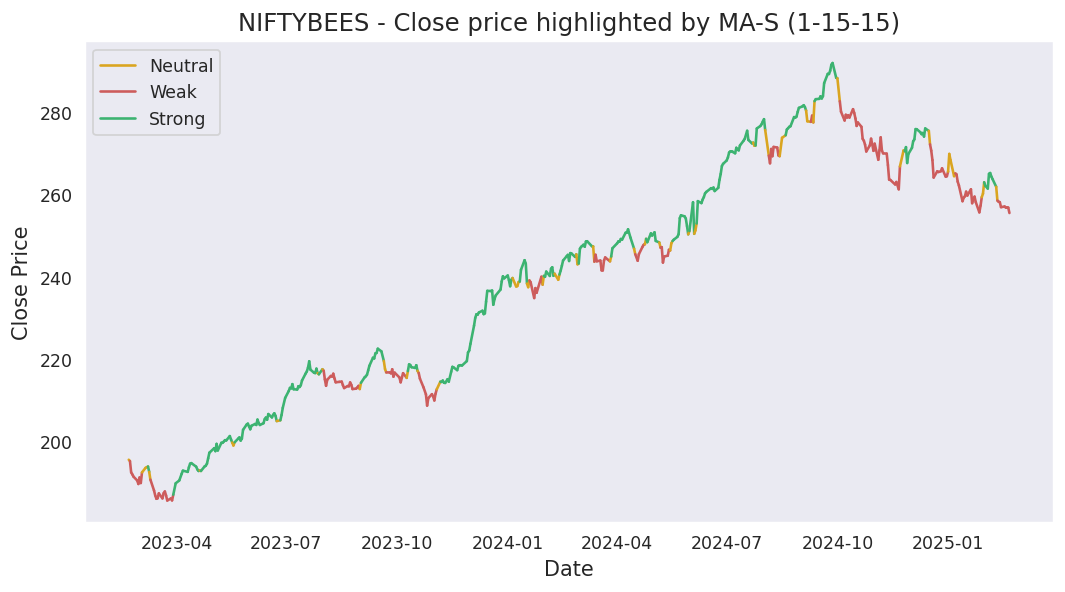 NIFTYBEES - Close price highlighted by MA-S (1-15-15)
Neutral
Weak
Strong
280
260
240
220
200
Close Price
2023-04 2023-07 2023-10 2024-01 2024-04 2024-07 2024-10 2025-01
Date